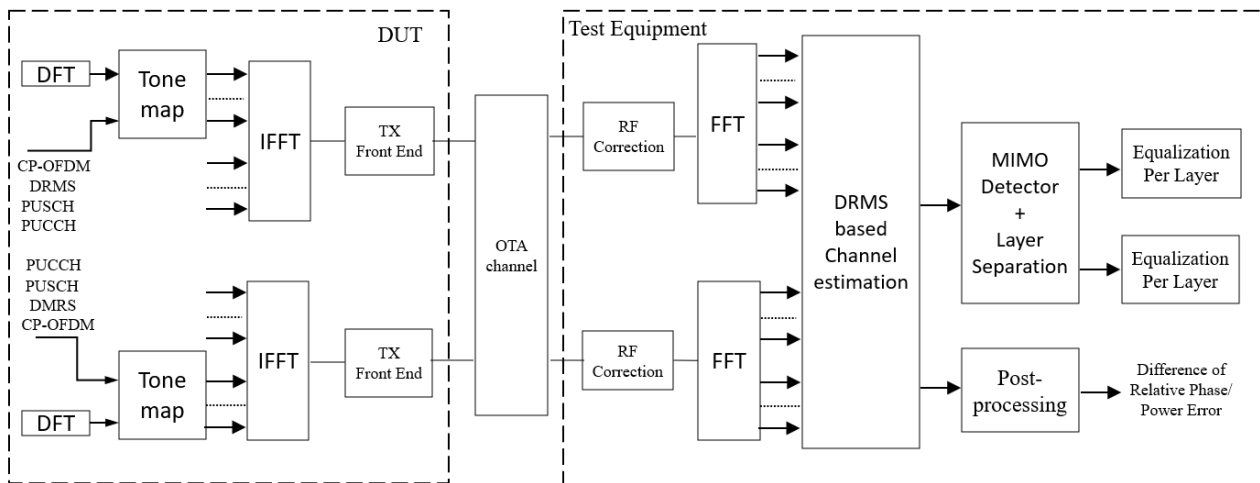 DUT
DFT
Tone
map
IFFT
TX
Front End
CP-OFDM
DRMS
PUSCH
PUCCH
PUCCH
PUSCH
DMRS
CP-OFDM
DFT
Tone
map
IFFT
TX
Front End
OTA
channel
Test Equipment
RF
Correction
FFT
RF
Correction
FFT
DRMS
based
Channel
estimation
MIMO
Detector
+
Layer
Separation
Equalization
Per Layer
Equalization
Per Layer
Post-
processing
Difference of
Relative Phase/
Power Error